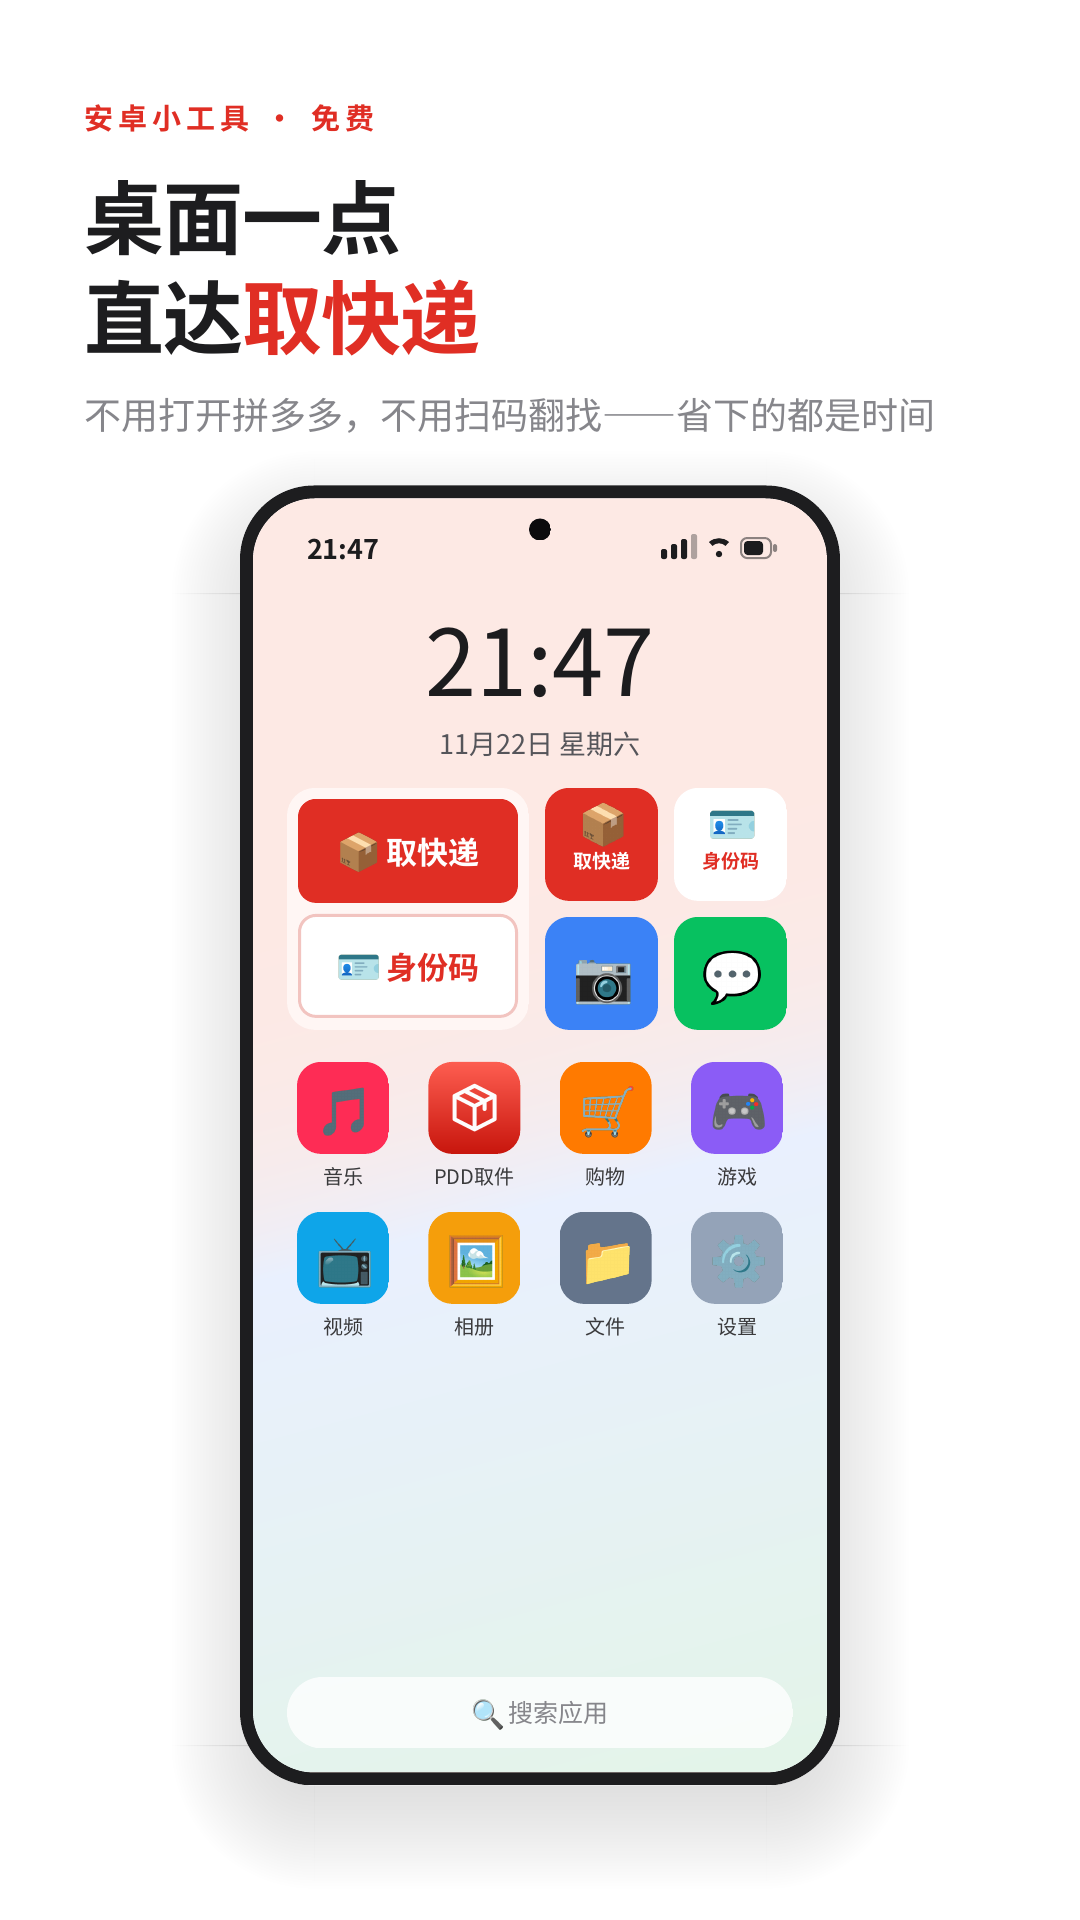 安卓小工具 · 免费
桌面一点
直达取快递
不用打开拼多多，不用扫码翻找——省下的都是时间
21:47
21:47
11月22日 星期六
取快递
身份码
取快递
身份码
音乐
PDD取件
购物
游戏
视频
相册
文件
设置
搜索应用